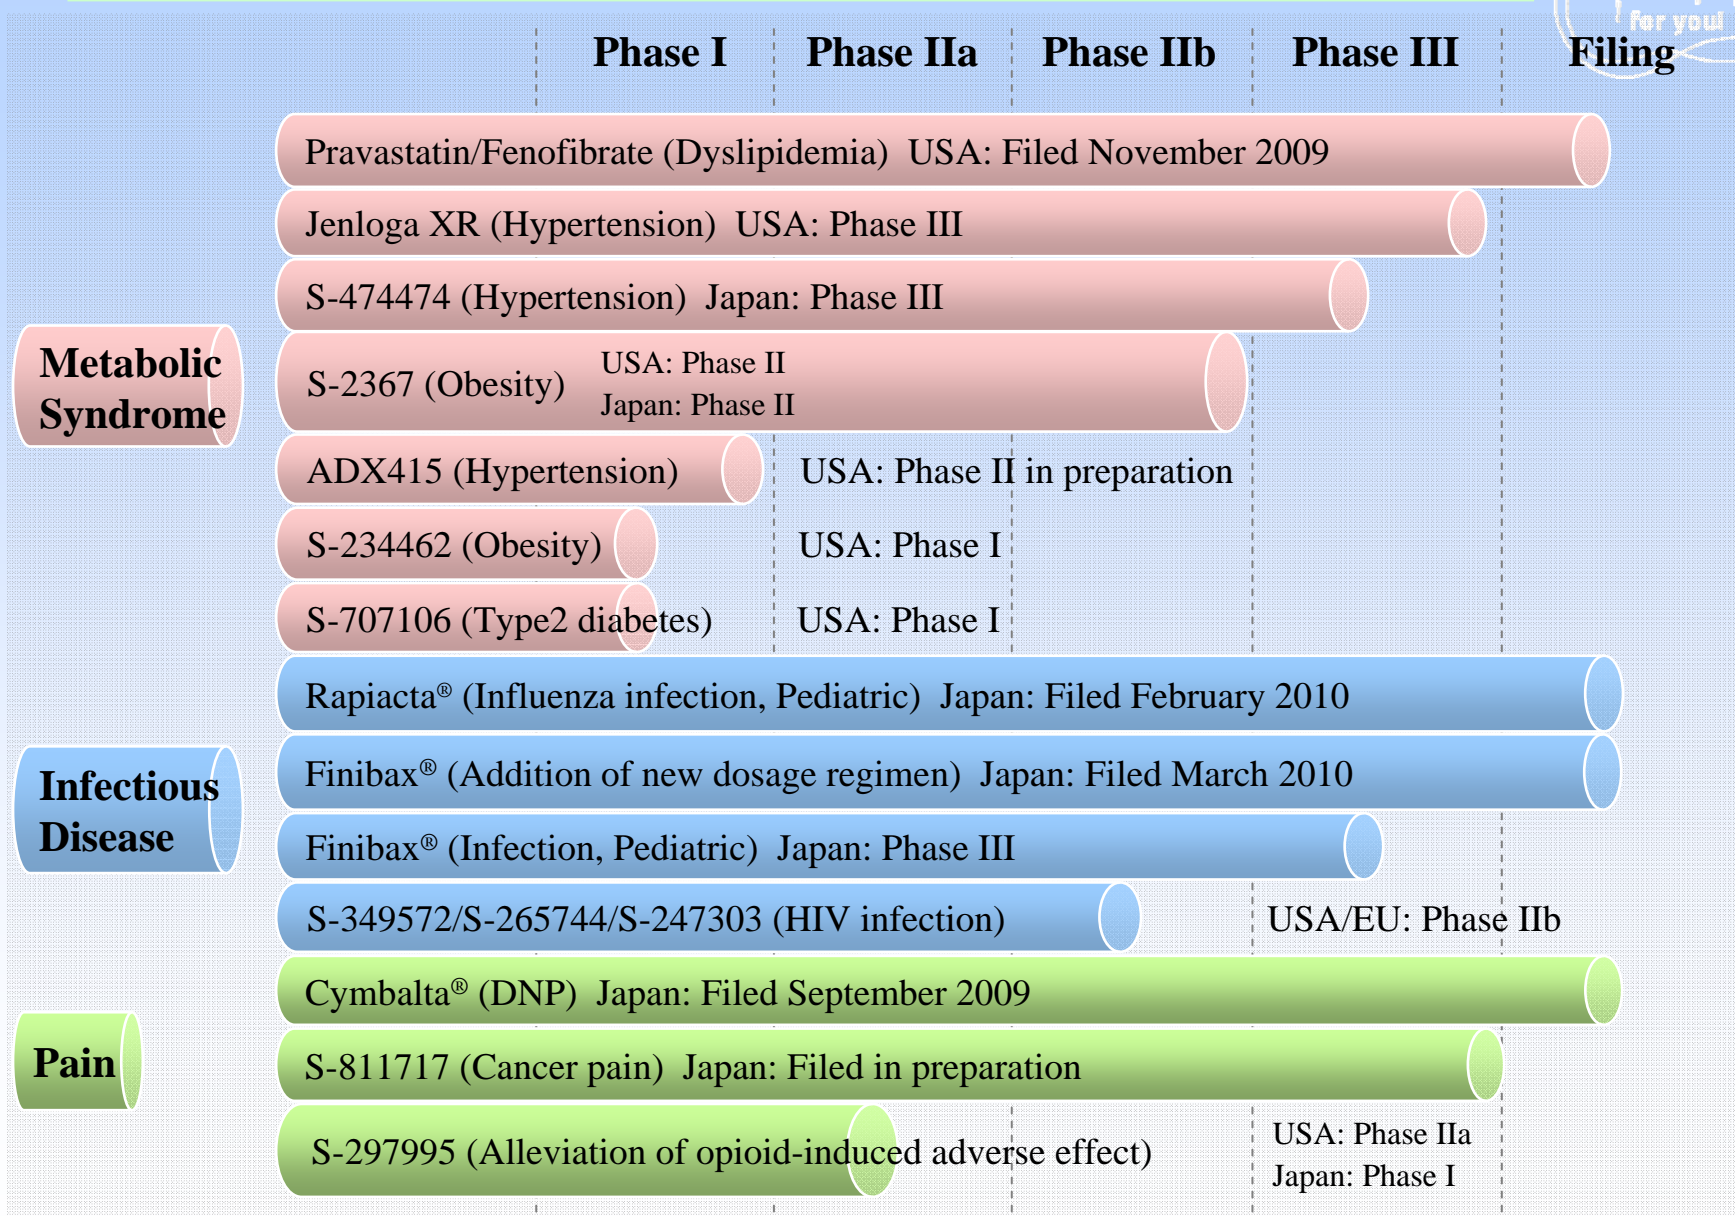 for you!
Phase I Phase IIa Phase IIb Phase III Filing
Pravastatin/Fenofibrate (Dyslipidemia) USA: Filed November 2009
Jenloga XR (Hypertension) USA: Phase III
S-474474 (Hypertension) Japan: Phase III
Metabolic
Syndrome
S-2367 (Obesity)
USA: Phase II
Japan: Phase II
ADX415 (Hypertension) USA: Phase II in preparation
S-234462 (Obesity) USA: Phase I
S-707106 (Type2 diabetes) USA: Phase I
Rapiacta® (Influenza infection, Pediatric) Japan: Filed February 2010
Infectious
Disease
Finibax® (Addition of new dosage regimen) Japan: Filed March 2010
Finibax® (Infection, Pediatric) Japan: Phase III
S-349572/S-265744/S-247303 (HIV infection) USA/EU: Phase IIb
Cymbalta® (DNP) Japan: Filed September 2009
Pain
S-811717 (Cancer pain) Japan: Filed in preparation
S-297995 (Alleviation of opioid-induced adverse effect)
USA: Phase IIa
Japan: Phase I